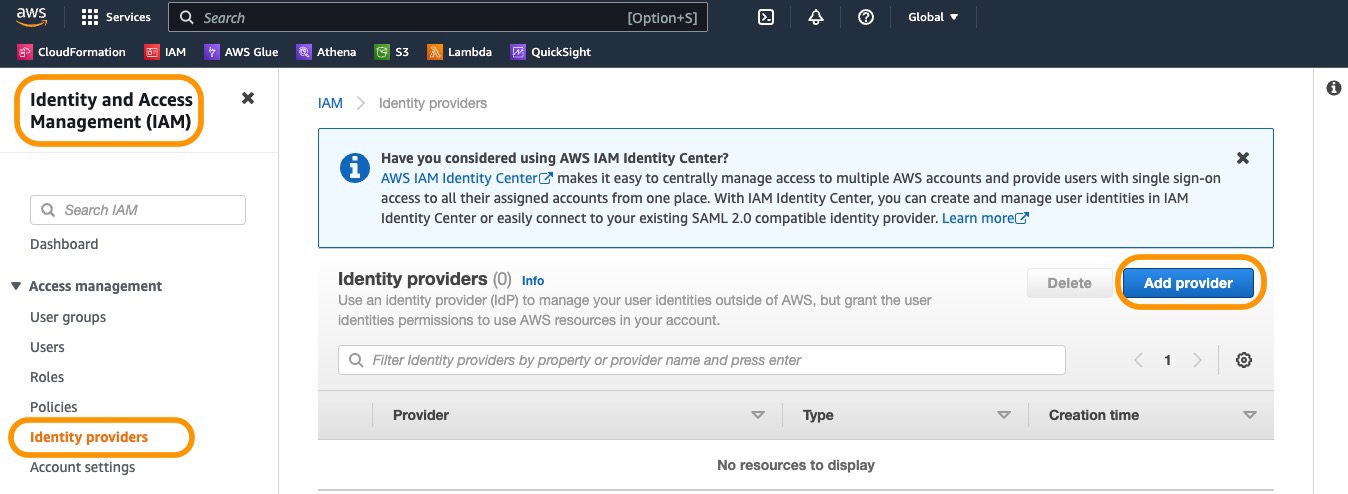 aws
Services
Search
[Option+S]
Global
CloudFormation
IAM
AWS Glue
Athena
S3
Lambda
QuickSight
Identity and Access
Management (IAM)
Search IAM
Dashboard
Access management
User groups
Users
Roles
Policies
Identity providers
Account settings
IAM
Identity providers
Have you considered using AWS IAM Identity Center?
AWS IAM Identity Center makes it easy to centrally manage access to multiple AWS accounts and provide users with single sign-on
access to all their assigned accounts from one place. With IAM Identity Center, you can create and manage user identities in IAM
Identity Center or easily connect to your existing SAML 2.0 compatible identity provider. Learn more
Identity providers (0) Info
Delete
Add provider
Use an identity provider (IdP) to manage your user identities outside of AWS, but grant the user
identities permissions to use AWS resources in your account.
Filter Identity providers by property or provider name and press enter
1
Provider
Type
Creation time
No resources to display